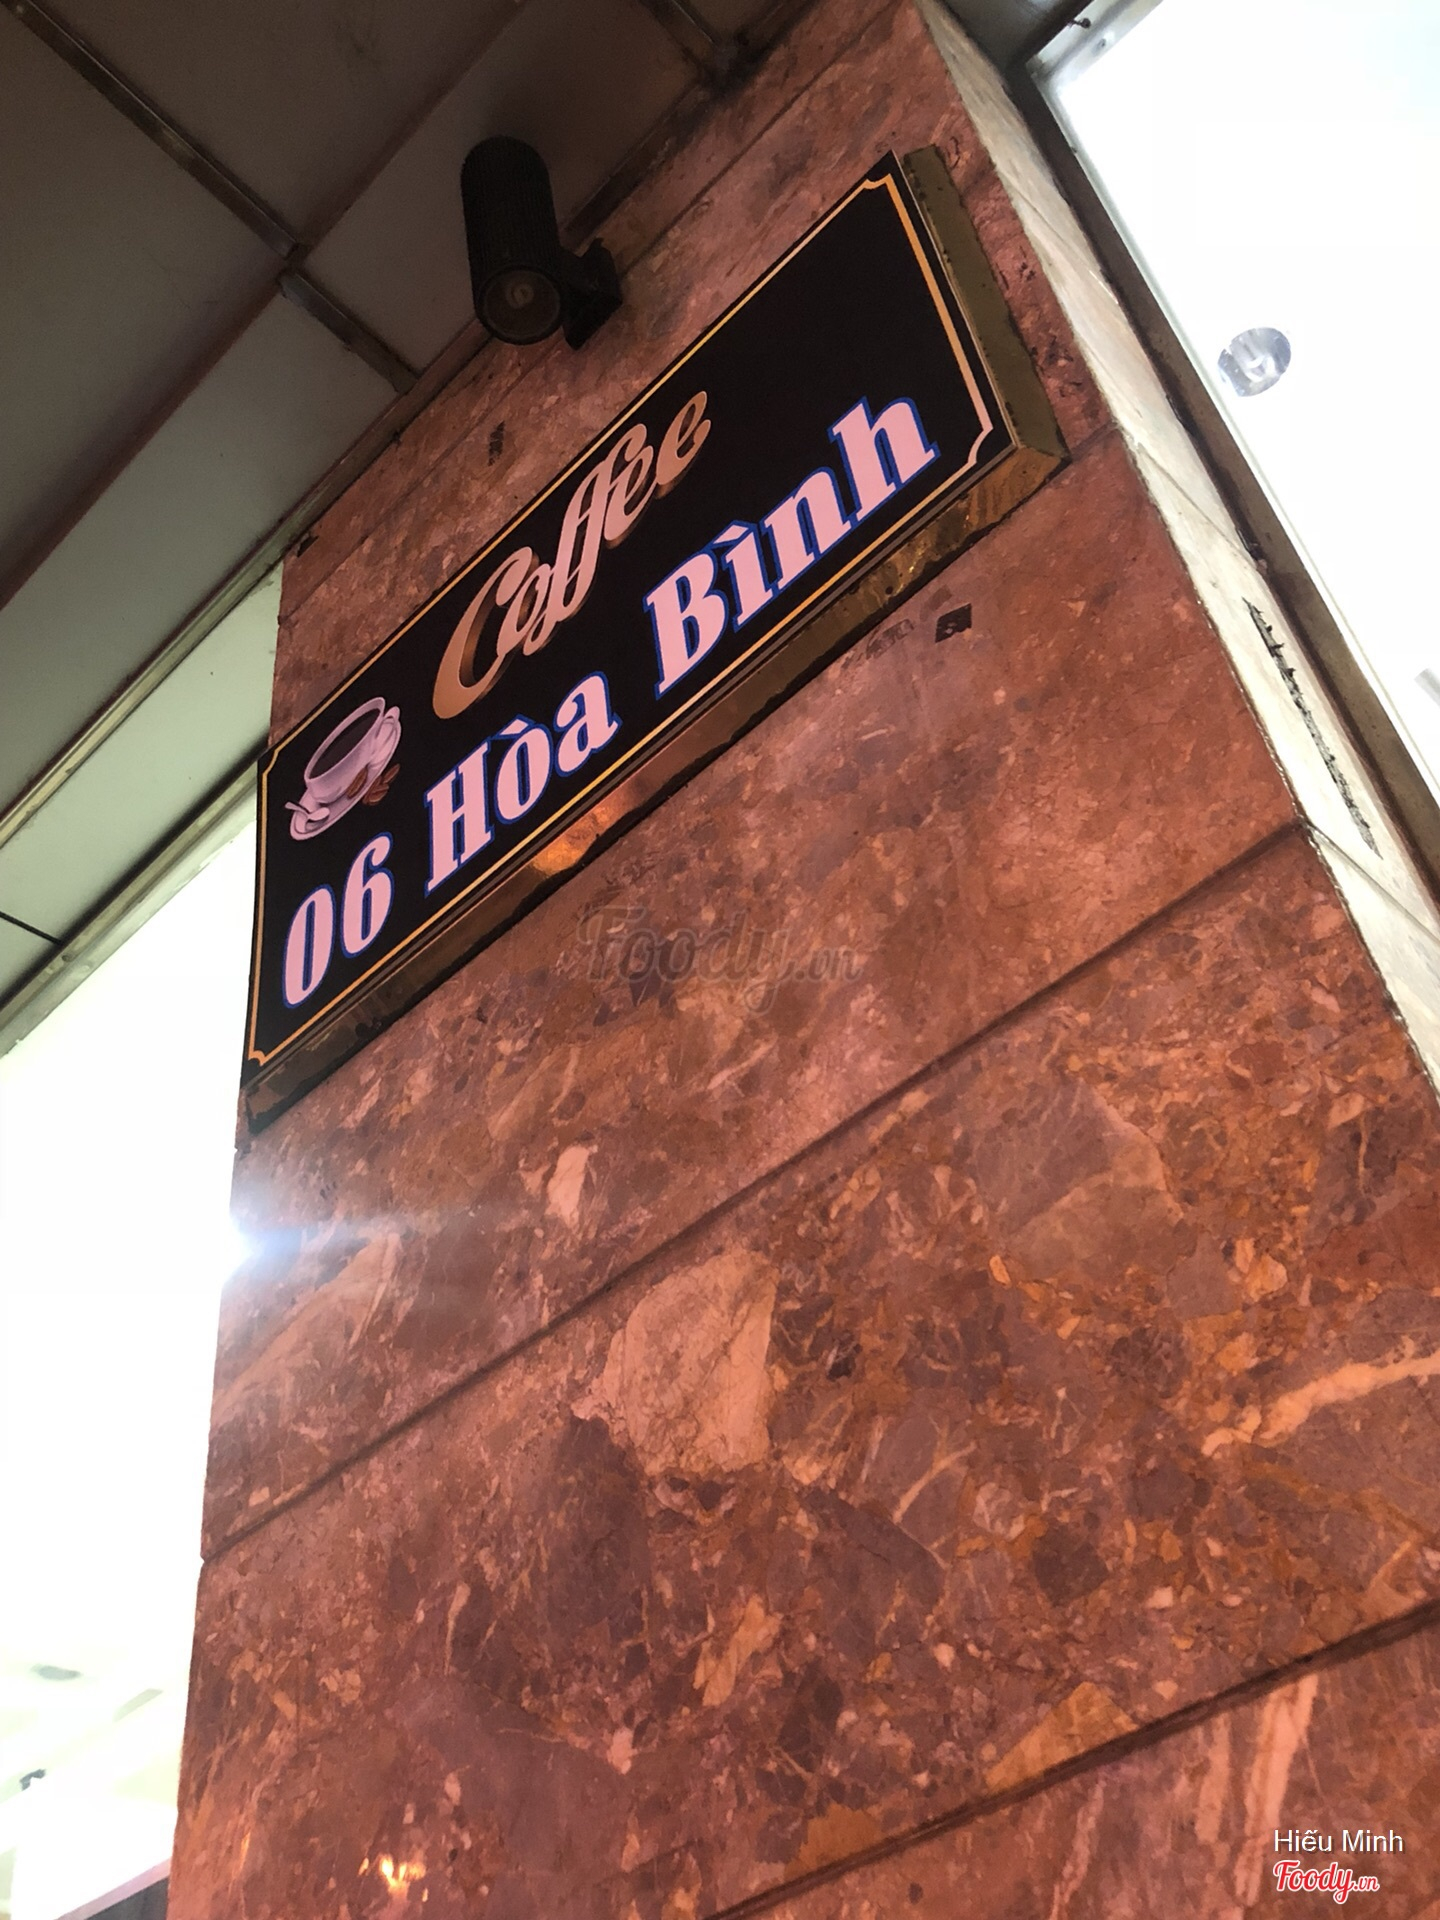 Coffee
06 Hòa Bình
Foody.vn
Hiếu Minh
Foody.vn